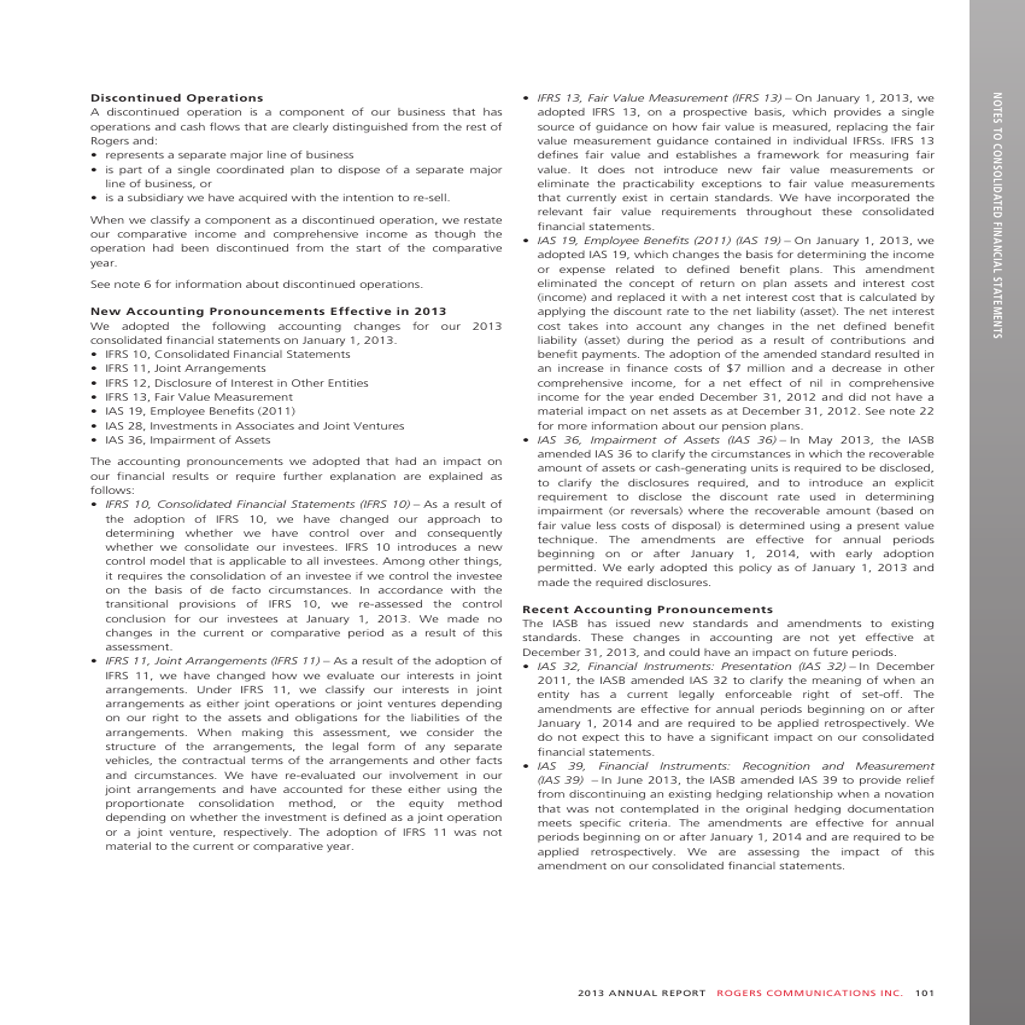 Discontinued Operations
A discontinued operation is a component of our business that has
operations and cash flows that are clearly distinguished from the rest of
Rogers and:
• represents a separate major line of business
• is part of a single coordinated plan to dispose of a separate major
line of business, or
• is a subsidiary we have acquired with the intention to re-sell.
When we classify a component as a discontinued operation, we restate
our comparative income and comprehensive income as though the
operation had been discontinued from the start of the comparative
year.
See note 6 for information about discontinued operations.
New Accounting Pronouncements Effective in 2013
We adopted the following accounting changes for our 2013
consolidated financial statements on January 1, 2013.
• IFRS 10, Consolidated Financial Statements
• IFRS 11, Joint Arrangements
• IFRS 12, Disclosure of Interest in Other Entities
• IFRS 13, Fair Value Measurement
• IAS 19, Employee Benefits (2011)
• IAS 28, Investments in Associates and Joint Ventures
• IAS 36, Impairment of Assets
The accounting pronouncements we adopted that had an impact on
our financial results or require further explanation are explained as
follows:
• IFRS 10, Consolidated Financial Statements (IFRS 10) – As a result of
the adoption of IFRS 10, we have changed our approach to
determining whether we have control over and consequently
whether we consolidate our investees. IFRS 10 introduces a new
control model that is applicable to all investees. Among other things,
it requires the consolidation of an investee if we control the investee
on the basis of de facto circumstances. In accordance with the
transitional provisions of IFRS 10, we re-assessed the control
conclusion for our investees at January 1, 2013. We made no
changes in the current or comparative period as a result of this
assessment.
• IFRS 11, Joint Arrangements (IFRS 11) – As a result of the adoption of
IFRS 11, we have changed how we evaluate our interests in joint
arrangements. Under IFRS 11, we classify our interests in joint
arrangements as either joint operations or joint ventures depending
on our right to the assets and obligations for the liabilities of the
arrangements. When making this assessment, we consider the
structure of the arrangements, the legal form of any separate
vehicles, the contractual terms of the arrangements and other facts
and circumstances. We have re-evaluated our involvement in our
joint arrangements and have accounted for these either using the
proportionate consolidation method, or the equity method
depending on whether the investment is defined as a joint operation
or a joint venture, respectively. The adoption of IFRS 11 was not
material to the current or comparative year.
• IFRS 13, Fair Value Measurement (IFRS 13) – On January 1, 2013, we
adopted IFRS 13, on a prospective basis, which provides a single
source of guidance on how fair value is measured, replacing the fair
value measurement guidance contained in individual IFRSs. IFRS 13
defines fair value and establishes a framework for measuring fair
value. It does not introduce new fair value measurements or
eliminate the practicability exceptions to fair value measurements
that currently exist in certain standards. We have incorporated the
relevant fair value requirements throughout these consolidated
financial statements.
• IAS 19, Employee Benefits (2011) (IAS 19) – On January 1, 2013, we
adopted IAS 19, which changes the basis for determining the income
or expense related to defined benefit plans. This amendment
eliminated the concept of return on plan assets and interest cost
(income) and replaced it with a net interest cost that is calculated by
applying the discount rate to the net liability (asset). The net interest
cost takes into account any changes in the net defined benefit
liability (asset) during the period as a result of contributions and
benefit payments. The adoption of the amended standard resulted in
an increase in finance costs of $7 million and a decrease in other
comprehensive income, for a net effect of nil in comprehensive
income for the year ended December 31, 2012 and did not have a
material impact on net assets as at December 31, 2012. See note 22
for more information about our pension plans.
• IAS 36, Impairment of Assets (IAS 36) – In May 2013, the IASB
amended IAS 36 to clarify the circumstances in which the recoverable
amount of assets or cash-generating units is required to be disclosed,
to clarify the disclosures required, and to introduce an explicit
requirement to disclose the discount rate used in determining
impairment (or reversals) where the recoverable amount (based on
fair value less costs of disposal) is determined using a present value
technique. The amendments are effective for annual periods
beginning on or after January 1, 2014, with early adoption
permitted. We early adopted this policy as of January 1, 2013 and
made the required disclosures.
Recent Accounting Pronouncements
The IASB has issued new standards and amendments to existing
standards. These changes in accounting are not yet effective at
December 31, 2013, and could have an impact on future periods.
• IAS 32, Financial Instruments: Presentation (IAS 32) – In December
2011, the IASB amended IAS 32 to clarify the meaning of when an
entity has a current legally enforceable right of set-off. The
amendments are effective for annual periods beginning on or after
January 1, 2014 and are required to be applied retrospectively. We
do not expect this to have a significant impact on our consolidated
financial statements.
• IAS 39, Financial Instruments: Recognition and Measurement
(IAS 39) – In June 2013, the IASB amended IAS 39 to provide relief
from discontinuing an existing hedging relationship when a novation
that was not contemplated in the original hedging documentation
meets specific criteria. The amendments are effective for annual
periods beginning on or after January 1, 2014 and are required to be
applied retrospectively. We are assessing the impact of this
amendment on our consolidated financial statements.
NOTES TO CONSOLIDATED FINANCIAL STATEMENTS
2013 ANNUAL REPORT ROGERS COMMUNICATIONS INC. 101